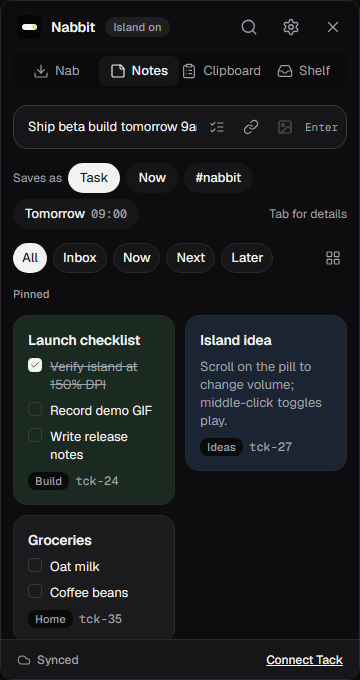 Nabbit Island on
Nab Notes Clipboard Shelf
Ship beta build tomorrow 9a Enter
Saves as Task Now #nabbit
Tomorrow 09:00 Tab for details
All Inbox Now Next Later
Pinned
Launch checklist
Verify island at
150% DPI
Record demo GIF
Write release
notes
Build tck-24
Island idea
Scroll on the pill to
change volume;
middle-click toggles
play.
Ideas tck-27
Groceries
Oat milk
Coffee beans
Home tck-35
Synced Connect Tack